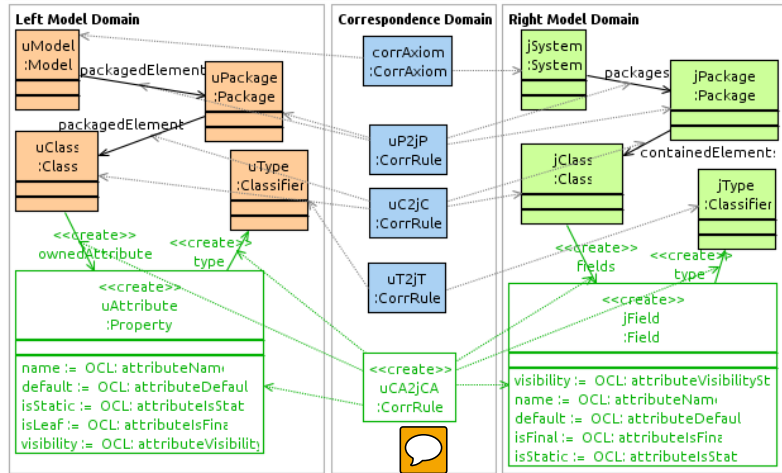 Left Model Domain
Correspondence Domain
Right Model Domain
uModel
:Model
packagedElement
uPackage
:Package
corrAxiom
:CorrAxiom
jSystem
:System
packages
jPackage
:Package
packagedElement
uClass
:Class
uType
:Classifier
uP2jP
:CorrRule
uC2jC
:CorrRule
uT2jT
:CorrRule
jClass
:Class
containedElements
jType
:Classifier
<<create>>
ownedAttribute
<<create>>
type
<<create>>
fields
<<create>>
type
<<create>>
uAttribute
:Property
name := OCL: attributeName
default := OCL: attributeDefaul
isStatic := OCL: attributeIsStat
isLeaf := OCL: attributeIsFina
visibility := OCL: attributeVisibility
<<create>>
uCA2jCA
:CorrRule
<<create>>
jField
:Field
visibility := OCL: attributeVisibilitySt
name := OCL: attributeName
default := OCL: attributeDefaul
isFinal := OCL: attributeIsFina
isStatic := OCL: attributeIsStat